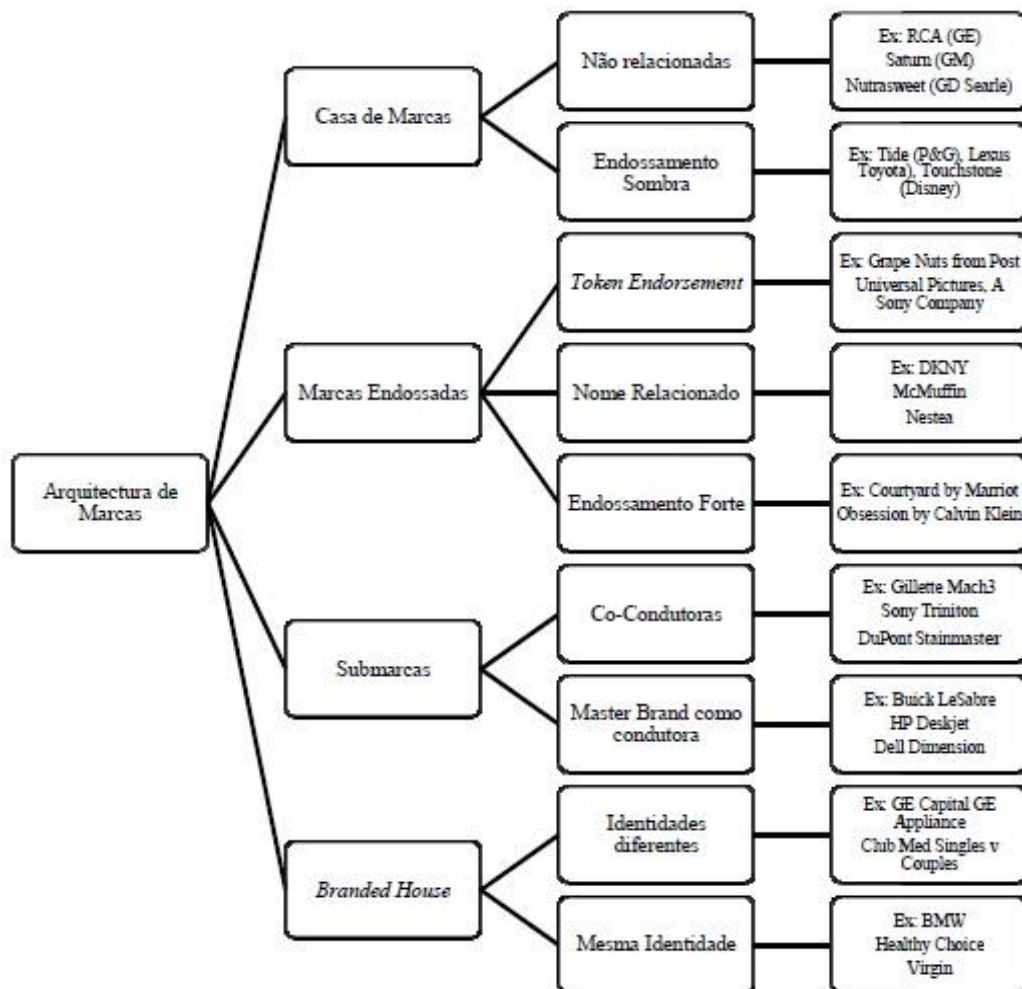 Arquitectura de
Marcas
Casa de Marcas
Não relacionadas
Ex: RCA (GE)
Saturn (GM)
Nutrasweet (GD Searle)
Endossamento
Sombra
Ex: Tide (P&G), Lexus
Toyota), Touchstone
(Disney)
Marcas Endossadas
Token Endorsement
Ex: Grape Nuts from Post
Universal Pictures, A
Sony Company
Nome Relacionado
Ex: DKNY
McMuffin
Nestea
Endossamento Forte
Ex: Courtyard by Marriot
Obsession by Calvin Klein
Submarcas
Co-Condutoras
Ex: Gillette Mach3
Sony Triniton
DuPont Stainmaster
Master Brand como
condutora
Ex: Buick LeSabre
HP Deskjet
Dell Dimension
Branded House
Identidades
diferentes
Ex: GE Capital GE
Appliance
Club Med Singles v
Couples
Mesma Identidade
Ex: BMW
Healthy Choice
Virgin